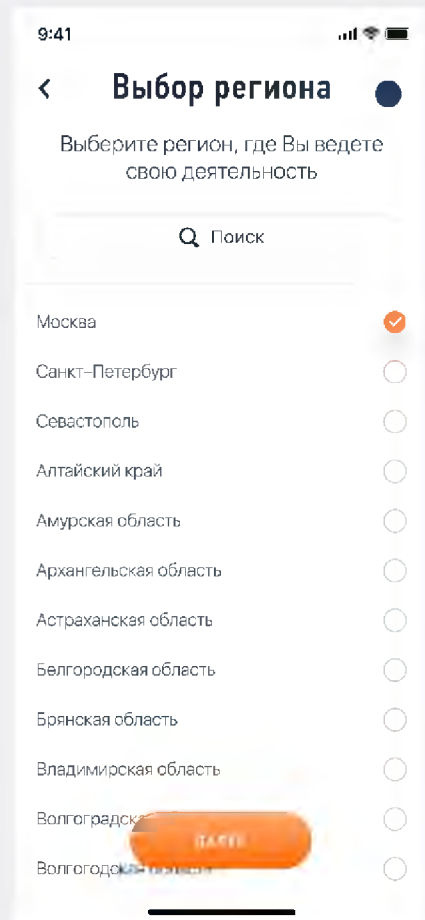 9:41
Выбор региона
Выберите регион, где Вы ведете
свою деятельность
Поиск
Москва
Санкт-Петербург
Севастополь
Алтайский край
Амурская область
Архангельская область
Астраханская область
Белгородская область
Брянская область
Владимирская область
ДАЛЕЕ